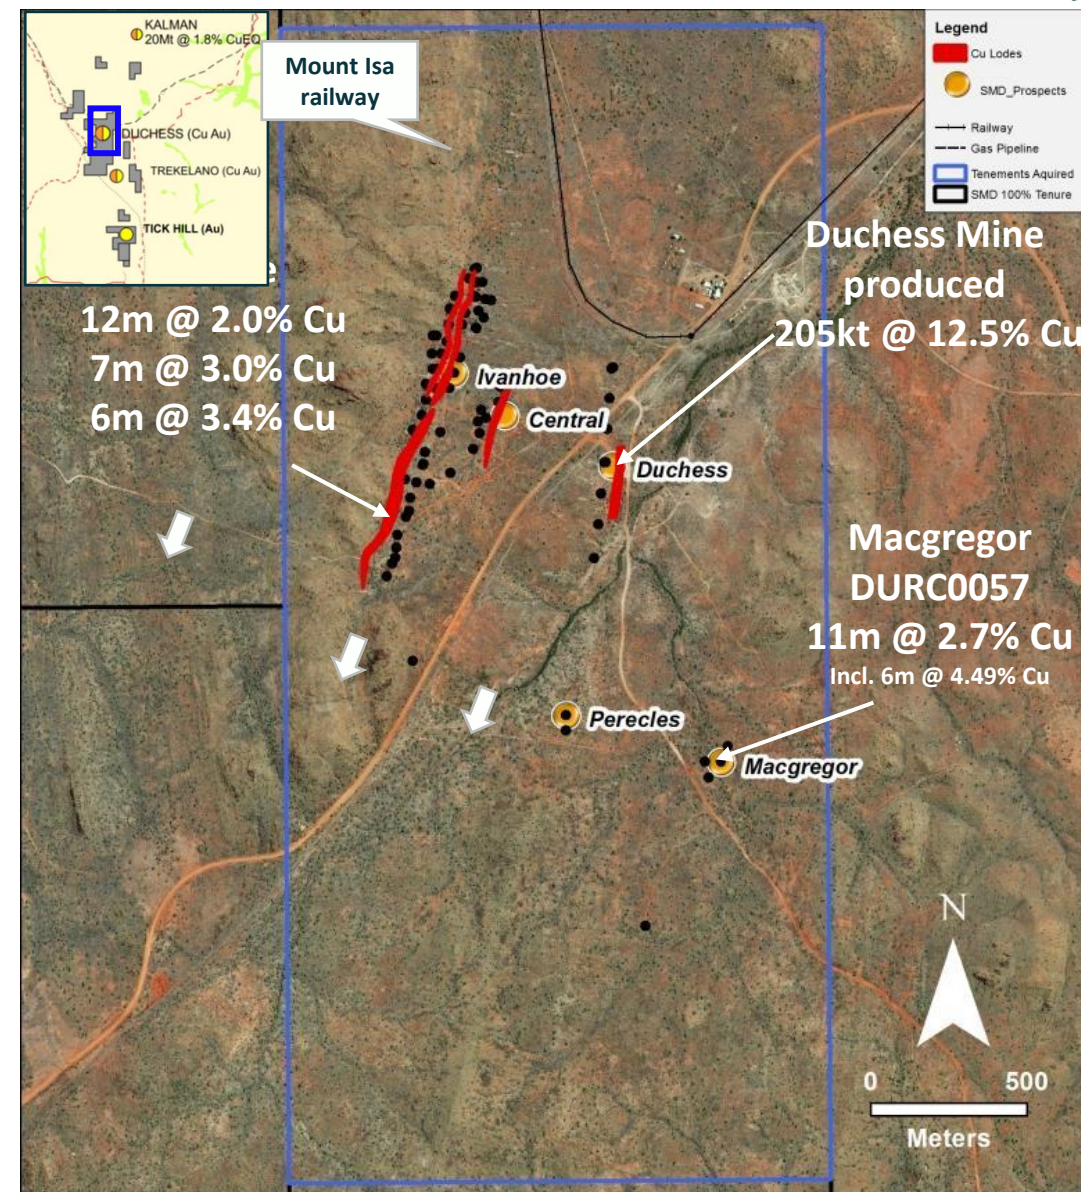 KALMAN
20Mt @ 1.8% CuEQ
DUCHESS (Cu Au)
TREKELANO (Cu Au)
TICK HILL (Au)
Mount Isa
railway
Legend
Cu Lodes
SMD_Prospects
Railway
Gas Pipeline
Tenements Aquired
SMD 100% Tenure
Duchess Mine
produced
205kt @ 12.5% Cu
12m @ 2.0% Cu
7m @ 3.0% Cu
6m @ 3.4% Cu
Ivanhoe
Central
Duchess
Macgregor
DURC0057
11m @ 2.7% Cu
Incl. 6m @ 4.49% Cu
Perecles
Macgregor
N
0 500
Meters